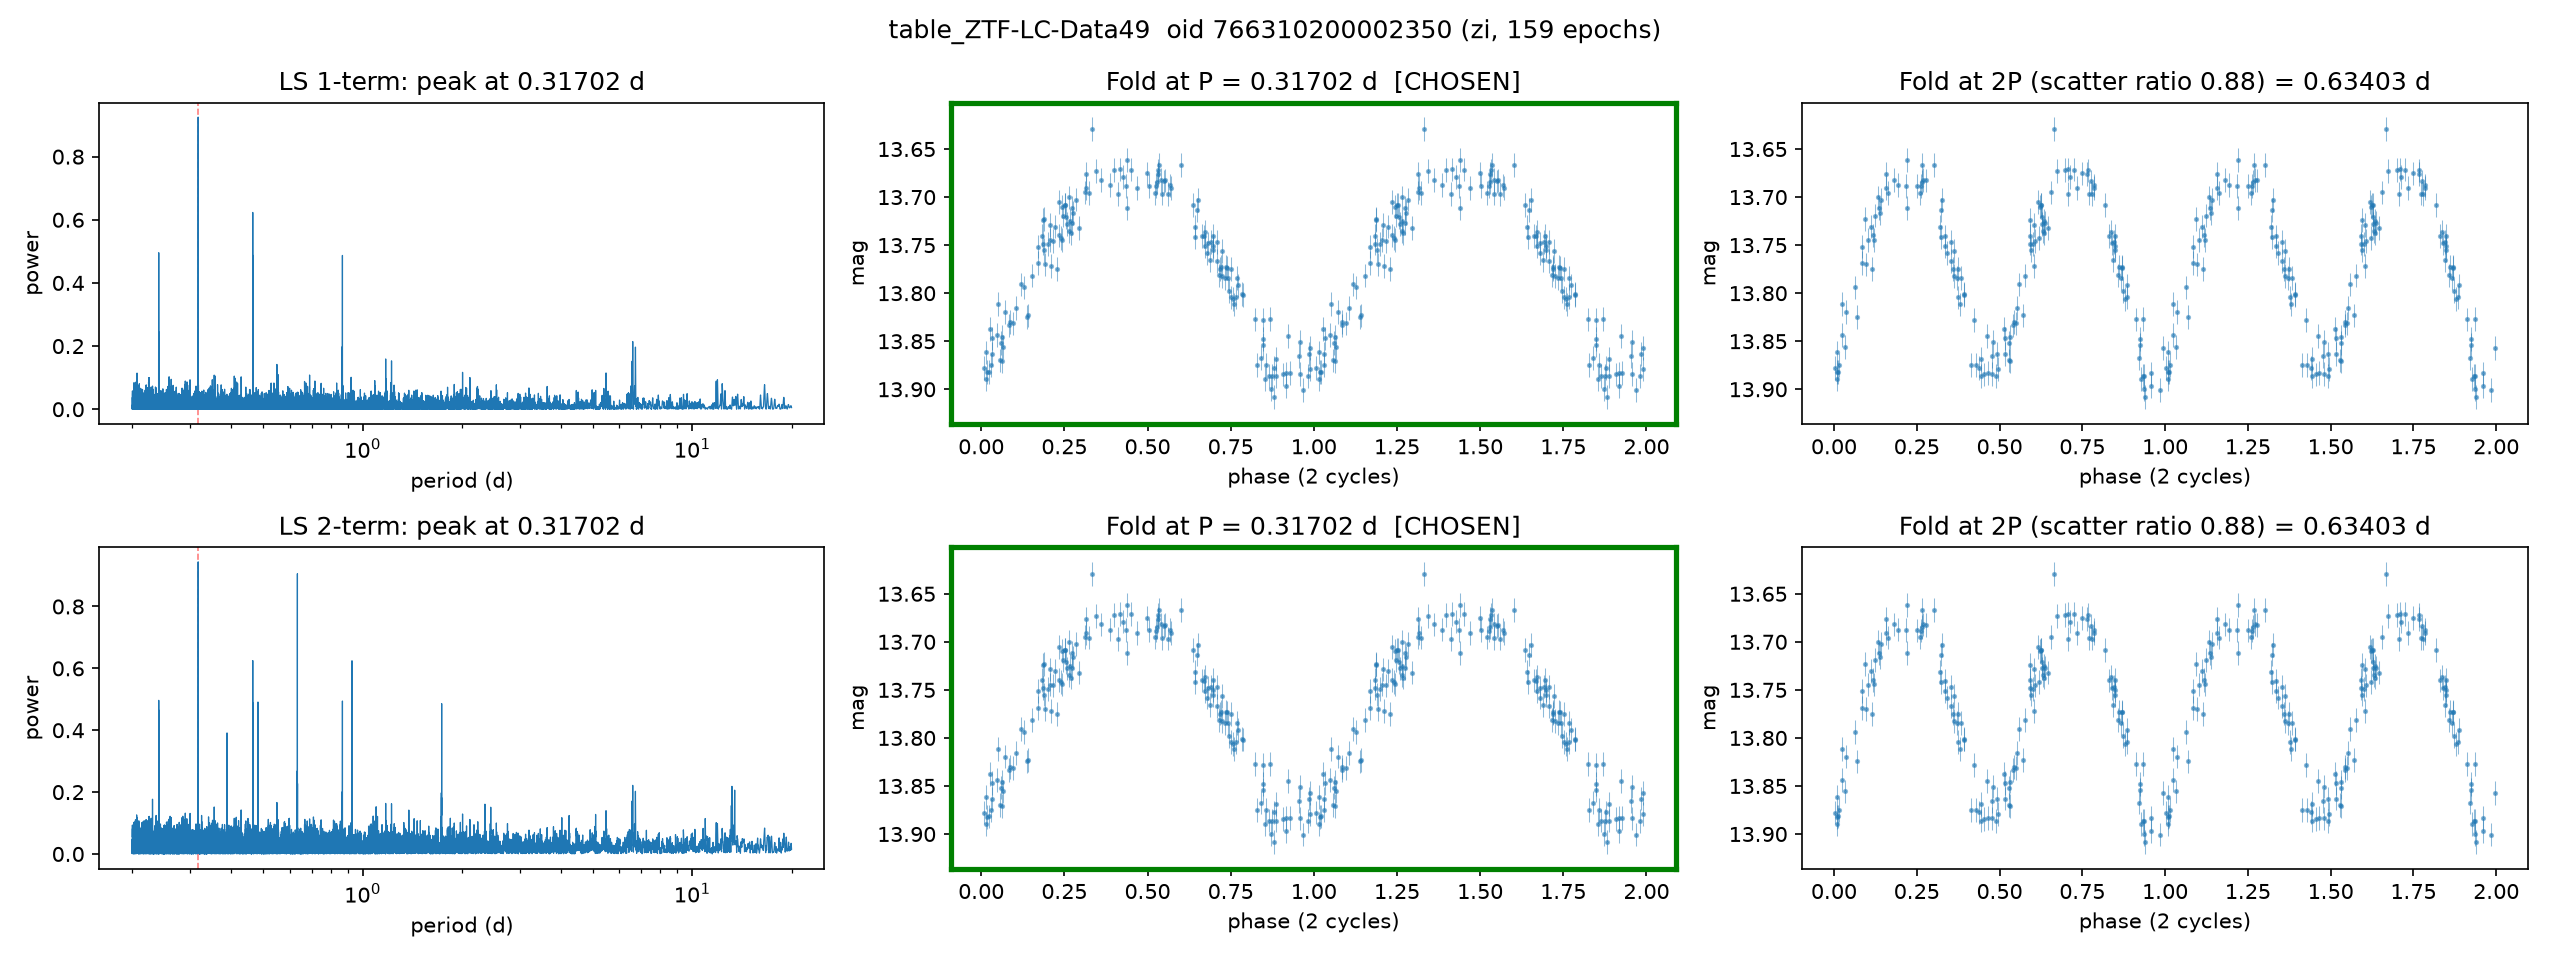 table_ZTF-LC-Data49  oid 766310200002350 (zi, 159 epochs)
LS 1-term: peak at 0.31702 d
Fold at P = 0.31702 d  [CHOSEN]
Fold at 2P (scatter ratio 0.88) = 0.63403 d
power
0.8
0.6
0.4
0.2
0.0
10⁰
10¹
period (d)
mag
13.65
13.70
13.75
13.80
13.85
13.90
0.00 0.25 0.50 0.75 1.00 1.25 1.50 1.75 2.00
phase (2 cycles)
mag
13.65
13.70
13.75
13.80
13.85
13.90
0.00 0.25 0.50 0.75 1.00 1.25 1.50 1.75 2.00
phase (2 cycles)
LS 2-term: peak at 0.31702 d
Fold at P = 0.31702 d  [CHOSEN]
Fold at 2P (scatter ratio 0.88) = 0.63403 d
power
0.8
0.6
0.4
0.2
0.0
10⁰
10¹
period (d)
mag
13.65
13.70
13.75
13.80
13.85
13.90
0.00 0.25 0.50 0.75 1.00 1.25 1.50 1.75 2.00
phase (2 cycles)
mag
13.65
13.70
13.75
13.80
13.85
13.90
0.00 0.25 0.50 0.75 1.00 1.25 1.50 1.75 2.00
phase (2 cycles)